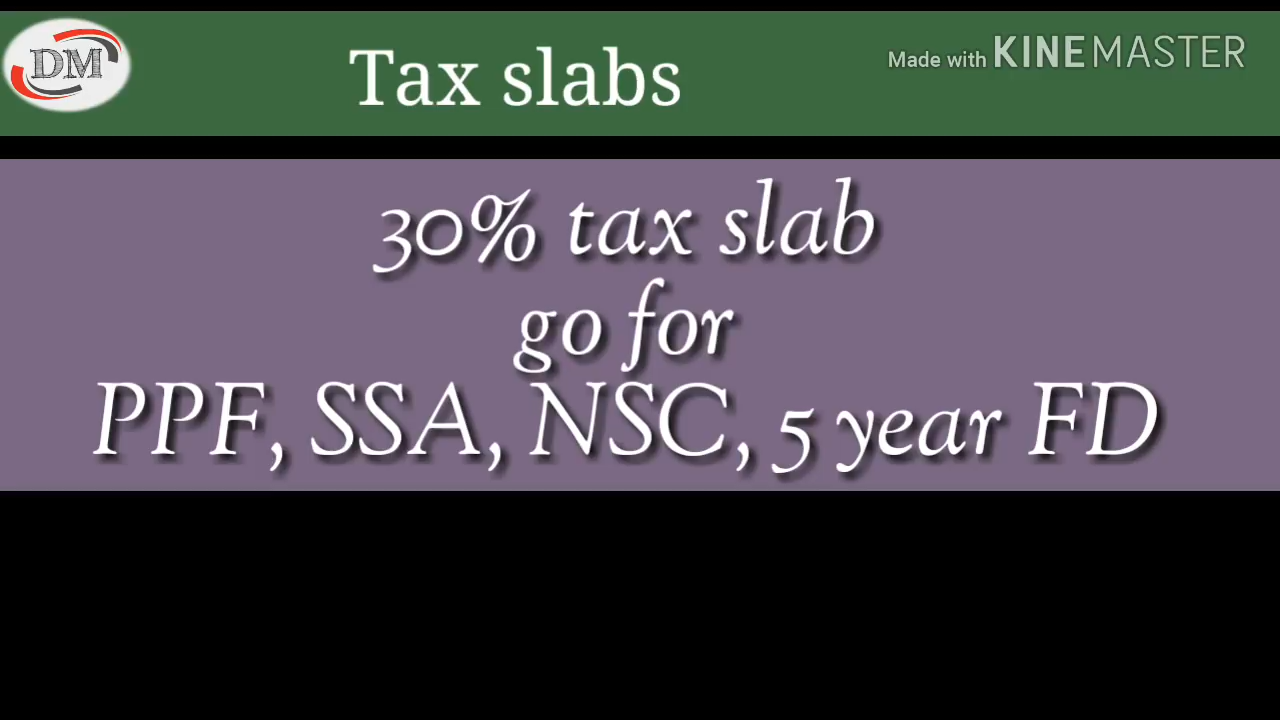 DM
Tax slabs
Made with KINEMASTER
30% tax slab
go for
PPF, SSA, NSC, 5 year FD